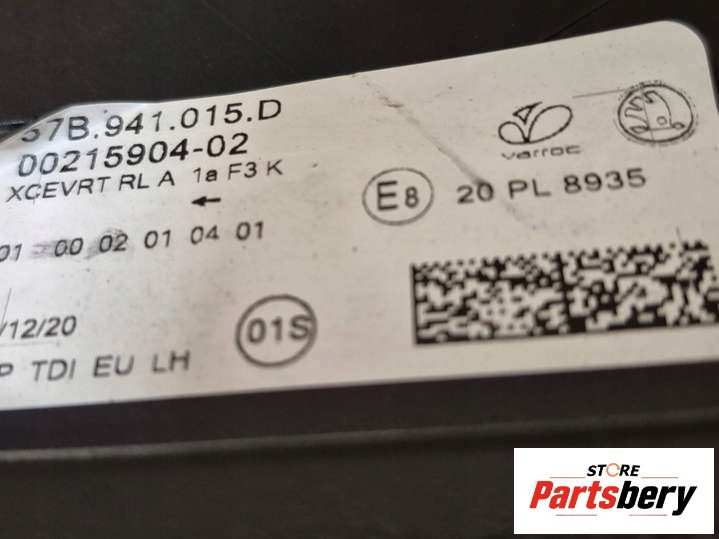 57B.941.015.D
00215904-02
XCEVRT RL A 1a F3 K
01 00 02 01 04 01
/12/20
P TDI EU LH
01S
varroc
E8
20 PL 8935
STORE
Partsbery